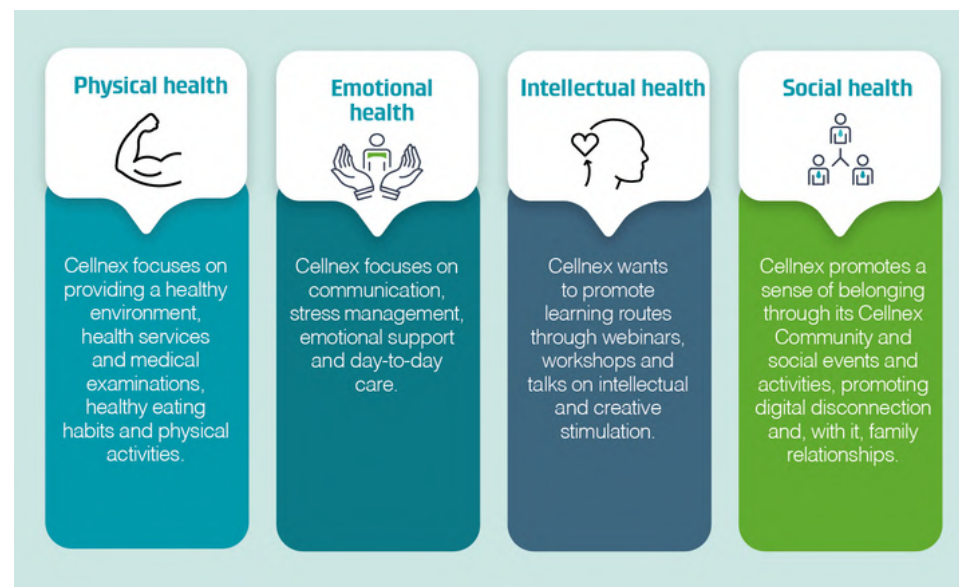 Physical health
Cellnex focuses on
providing a healthy
environment,
health services
and medical
examinations,
healthy eating
habits and physical
activities.
Emotional
health
Cellnex focuses on
communication,
stress management,
emotional support
and day-to-day
care.
Intellectual health
Cellnex wants
to promote
learning routes
through webinars,
workshops and
talks on intellectual
and creative
stimulation.
Social health
Cellnex promotes a
sense of belonging
through its Cellnex
Community and
social events and
activities, promoting
digital disconnection
and, with it, family
relationships.